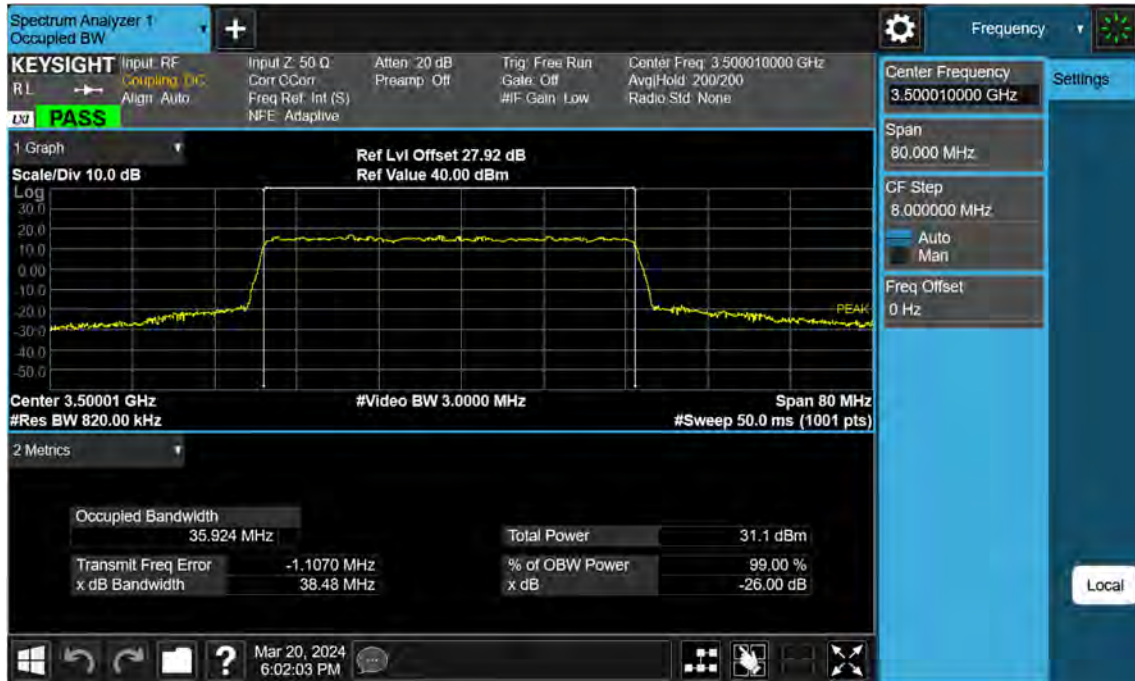 Spectrum Analyzer 1
Occupied BW
+
Frequency
KEYSIGHT Input: RF Input Z: 50 Ω Atten: 20 dB Trig: Free Run Center Freq: 3.500010000 GHz
RL Coupling: DC Corr CCorr Preamp: Off Gate: Off Avg|Hold: 200/200
Align: Auto Freq Ref: Int (S) #IF Gain: Low Radio Std: None
LXI PASS NFE: Adaptive
Center Frequency
3.500010000 GHz
Settings
Span
80.000 MHz
CF Step
8.000000 MHz
Auto
Man
Freq Offset
0 Hz
Local
1 Graph
Ref Lvl Offset 27.92 dB
Scale/Div 10.0 dB Ref Value 40.00 dBm
Log
30.0
20.0
10.0
0.00
-10.0
-20.0
-30.0
-40.0
-50.0
PEAK
Center 3.50001 GHz #Video BW 3.0000 MHz Span 80 MHz
#Res BW 820.00 kHz #Sweep 50.0 ms (1001 pts)
2 Metrics
Occupied Bandwidth
35.924 MHz
Total Power 31.1 dBm
Transmit Freq Error -1.1070 MHz % of OBW Power 99.00 %
x dB Bandwidth 38.48 MHz x dB -26.00 dB
? Mar 20, 2024
6:02:03 PM